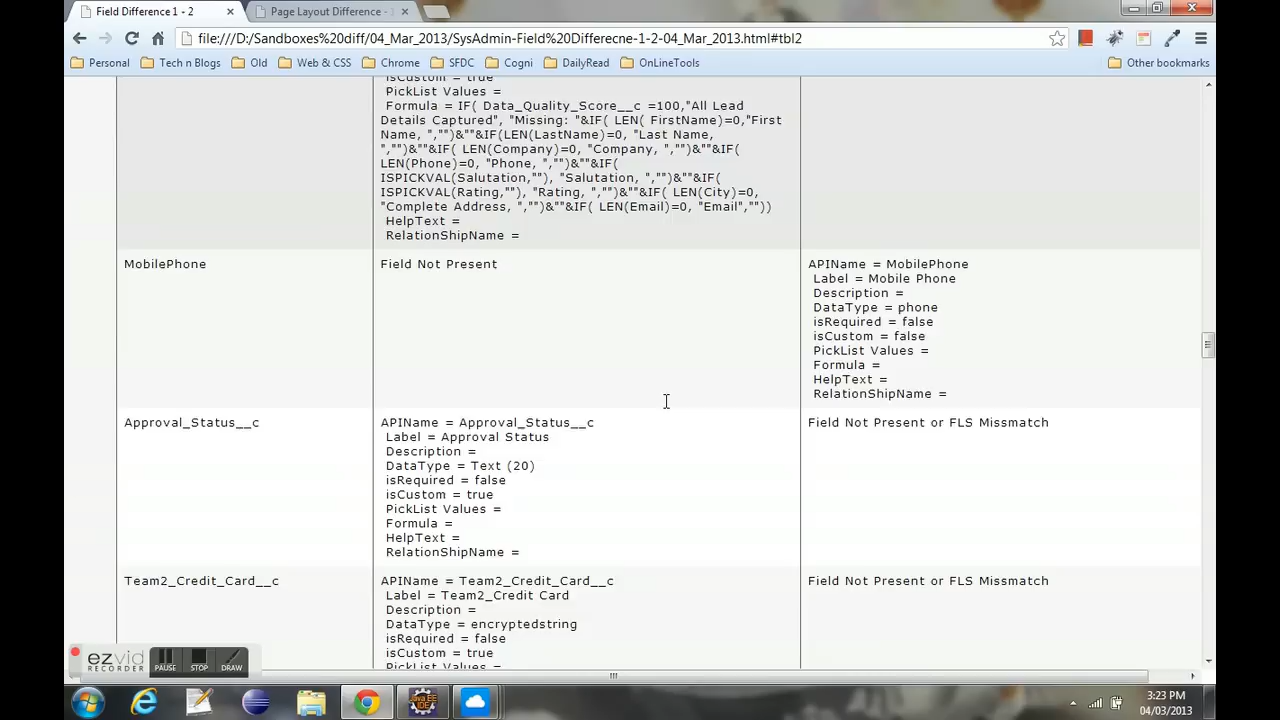 Field Difference 1 - 2
Page Layout Difference -
file:///D:/Sandboxes%20diff/04_Mar_2013/SysAdmin-Field%20Differecne-1-2-04_Mar_2013.html#tbl2
Personal
Tech n Blogs
Old
Web & CSS
Chrome
SFDC
Cogni
DailyRead
OnLineTools
Other bookmarks
isCustom = true
PickList Values =
Formula = IF( Data_Quality_Score__c =100,"All Lead
Details Captured", "Missing: "&IF( LEN( FirstName)=0,"First
Name, ","")&""&IF(LEN(LastName)=0, "Last Name,
","")&""&IF( LEN(Company)=0, "Company, ","")&""&IF(
LEN(Phone)=0, "Phone, ","")&""&IF(
ISPICKVAL(Salutation,""), "Salutation, ","")&""&IF(
ISPICKVAL(Rating,""), "Rating, ","")&""&IF( LEN(City)=0,
"Complete Address, ","")&""&IF( LEN(Email)=0, "Email",""))
HelpText =
RelationShipName =
MobilePhone
Field Not Present
APIName = MobilePhone
Label = Mobile Phone
Description =
DataType = phone
isRequired = false
isCustom = false
PickList Values =
Formula =
HelpText =
RelationShipName =
Approval_Status__c
APIName = Approval_Status__c
Label = Approval Status
Description =
DataType = Text (20)
isRequired = false
isCustom = true
PickList Values =
Formula =
HelpText =
RelationShipName =
Field Not Present or FLS Missmatch
Team2_Credit_Card__c
APIName = Team2_Credit_Card__c
Label = Team2_Credit Card
Description =
DataType = encryptedstring
isRequired = false
isCustom = true
PickList Values =
Field Not Present or FLS Missmatch
ezvid
RECORDER
PAUSE
STOP
DRAW
Java EE
IDE
3:23 PM
04/03/2013